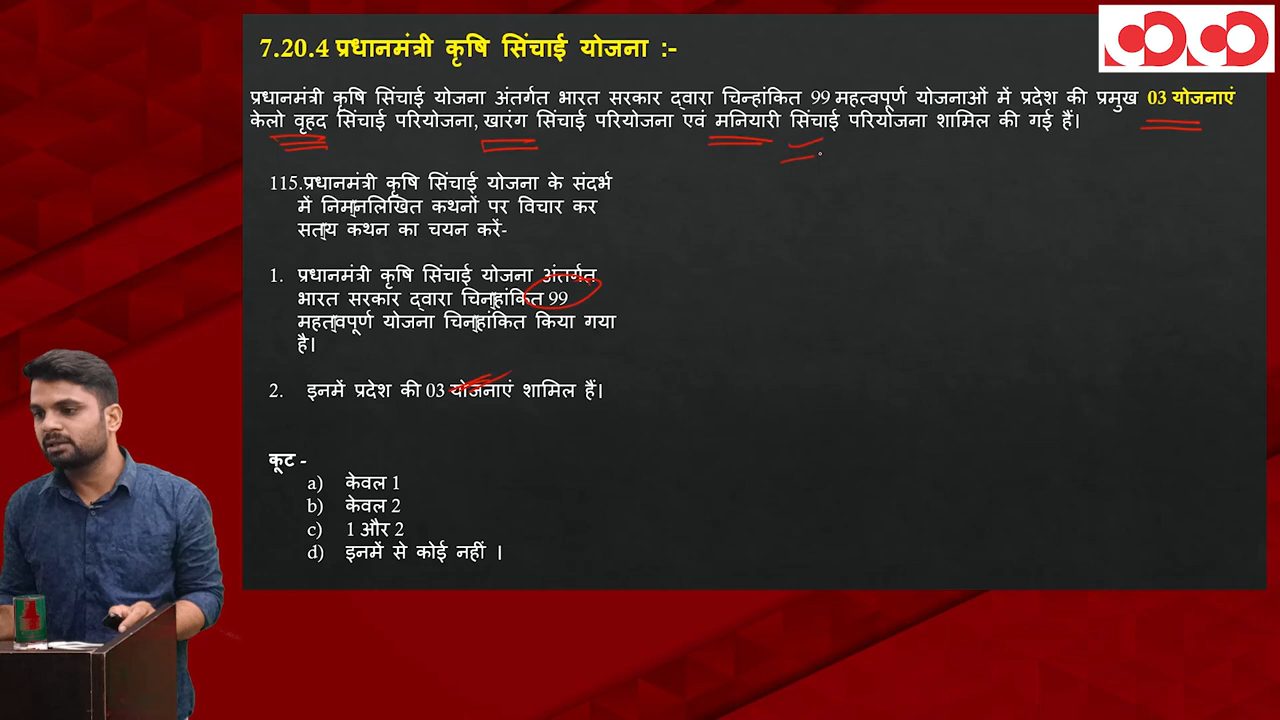 7.20.4 प्रधानमंत्री कृषि सिंचाई योजना :-
प्रधानमंत्री कृषि सिंचाई योजना अंतर्गत भारत सरकार द्वारा चिन्हांकित 99 महत्वपूर्ण योजनाओं में प्रदेश की प्रमुख 03 योजनाएं
केलो वृहद सिंचाई परियोजना, खारंग सिंचाई परियोजना एवं मनियारी सिंचाई परियोजना शामिल की गई हैं।
115.प्रधानमंत्री कृषि सिंचाई योजना के संदर्भ
में निम्नलिखित कथनों पर विचार कर
सत्य कथन का चयन करें-
1. प्रधानमंत्री कृषि सिंचाई योजना अंतर्गत
भारत सरकार द्वारा चिन्हांकित 99
महत्वपूर्ण योजना चिन्हांकित किया गया
है।
2. इनमें प्रदेश की 03 योजनाएं शामिल हैं।
कूट -
a) केवल 1
b) केवल 2
c) 1 और 2
d) इनमें से कोई नहीं ।